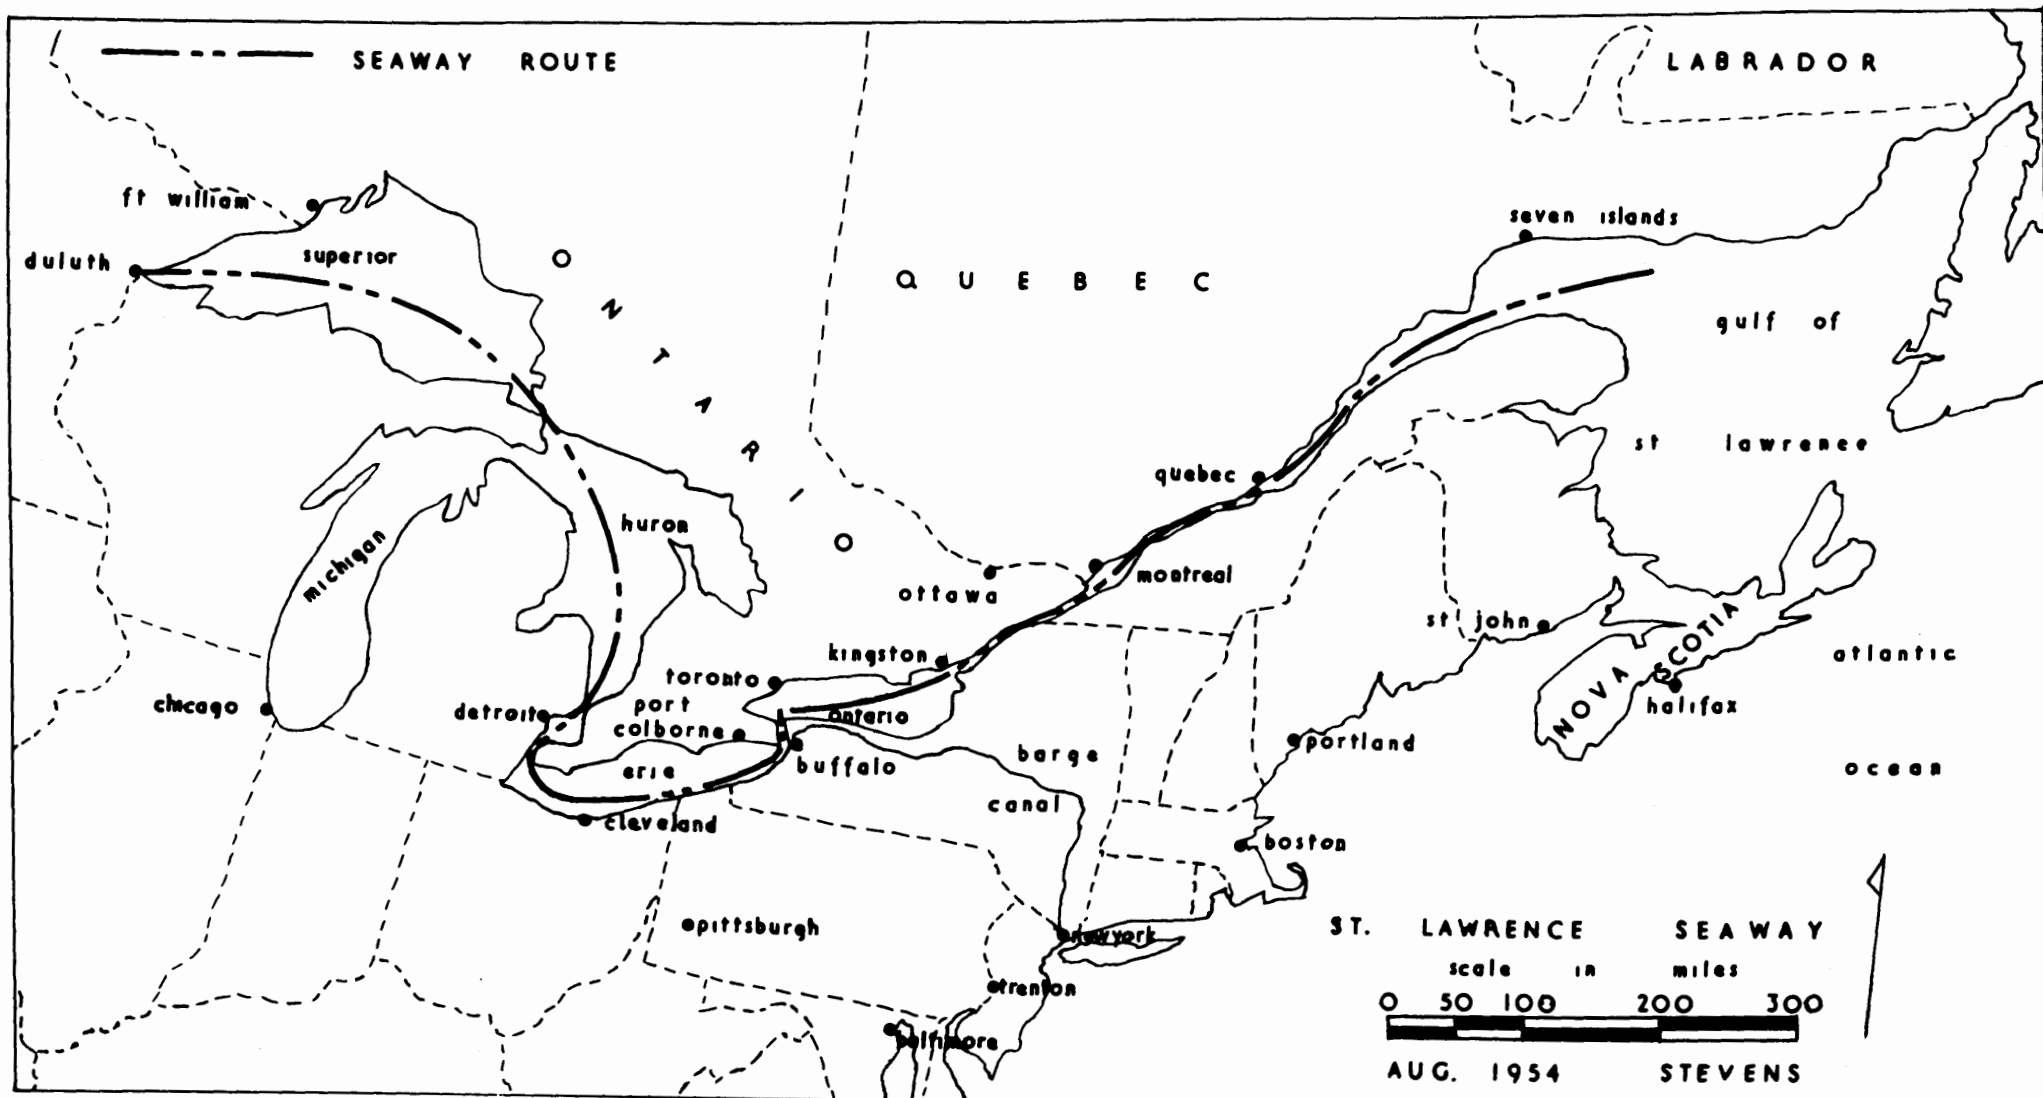 SEAWAY ROUTE
LABRADOR
ft william
seven islands
duluth
superior
ONTARIO
QUEBEC
gulf of
st lawrence
quebec
huron
michigan
montreal
ottawa
st john
NOVA SCOTIA
atlantic
ocean
kingston
toronto
chicago
detroit
port
colborne
ontario
halifax
portland
barge
canal
buffalo
erie
cleveland
boston
pittsburgh
newyork
trenton
baltimore
ST. LAWRENCE SEAWAY
scale in miles
0 50 100 200 300
AUG. 1954 STEVENS